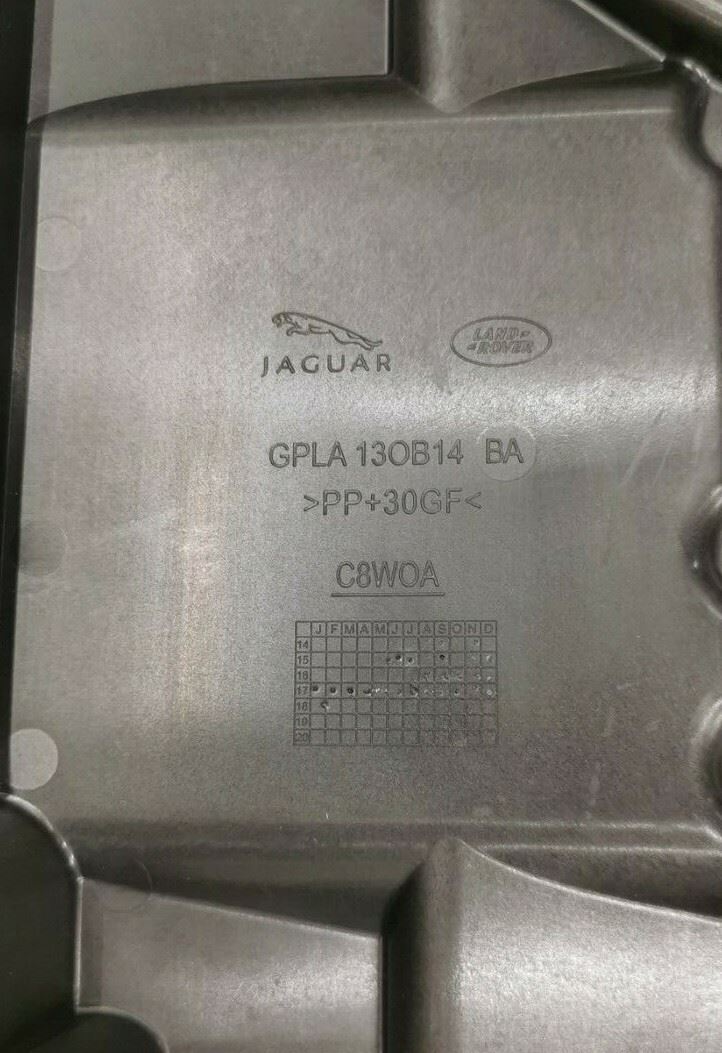 JAGUAR
LAND-
-ROVER
GPLA 13OB14 BA
>PP+30GF<
C8WOA
J F M A M J J A S O N D
14
15
16
17
18
19
20